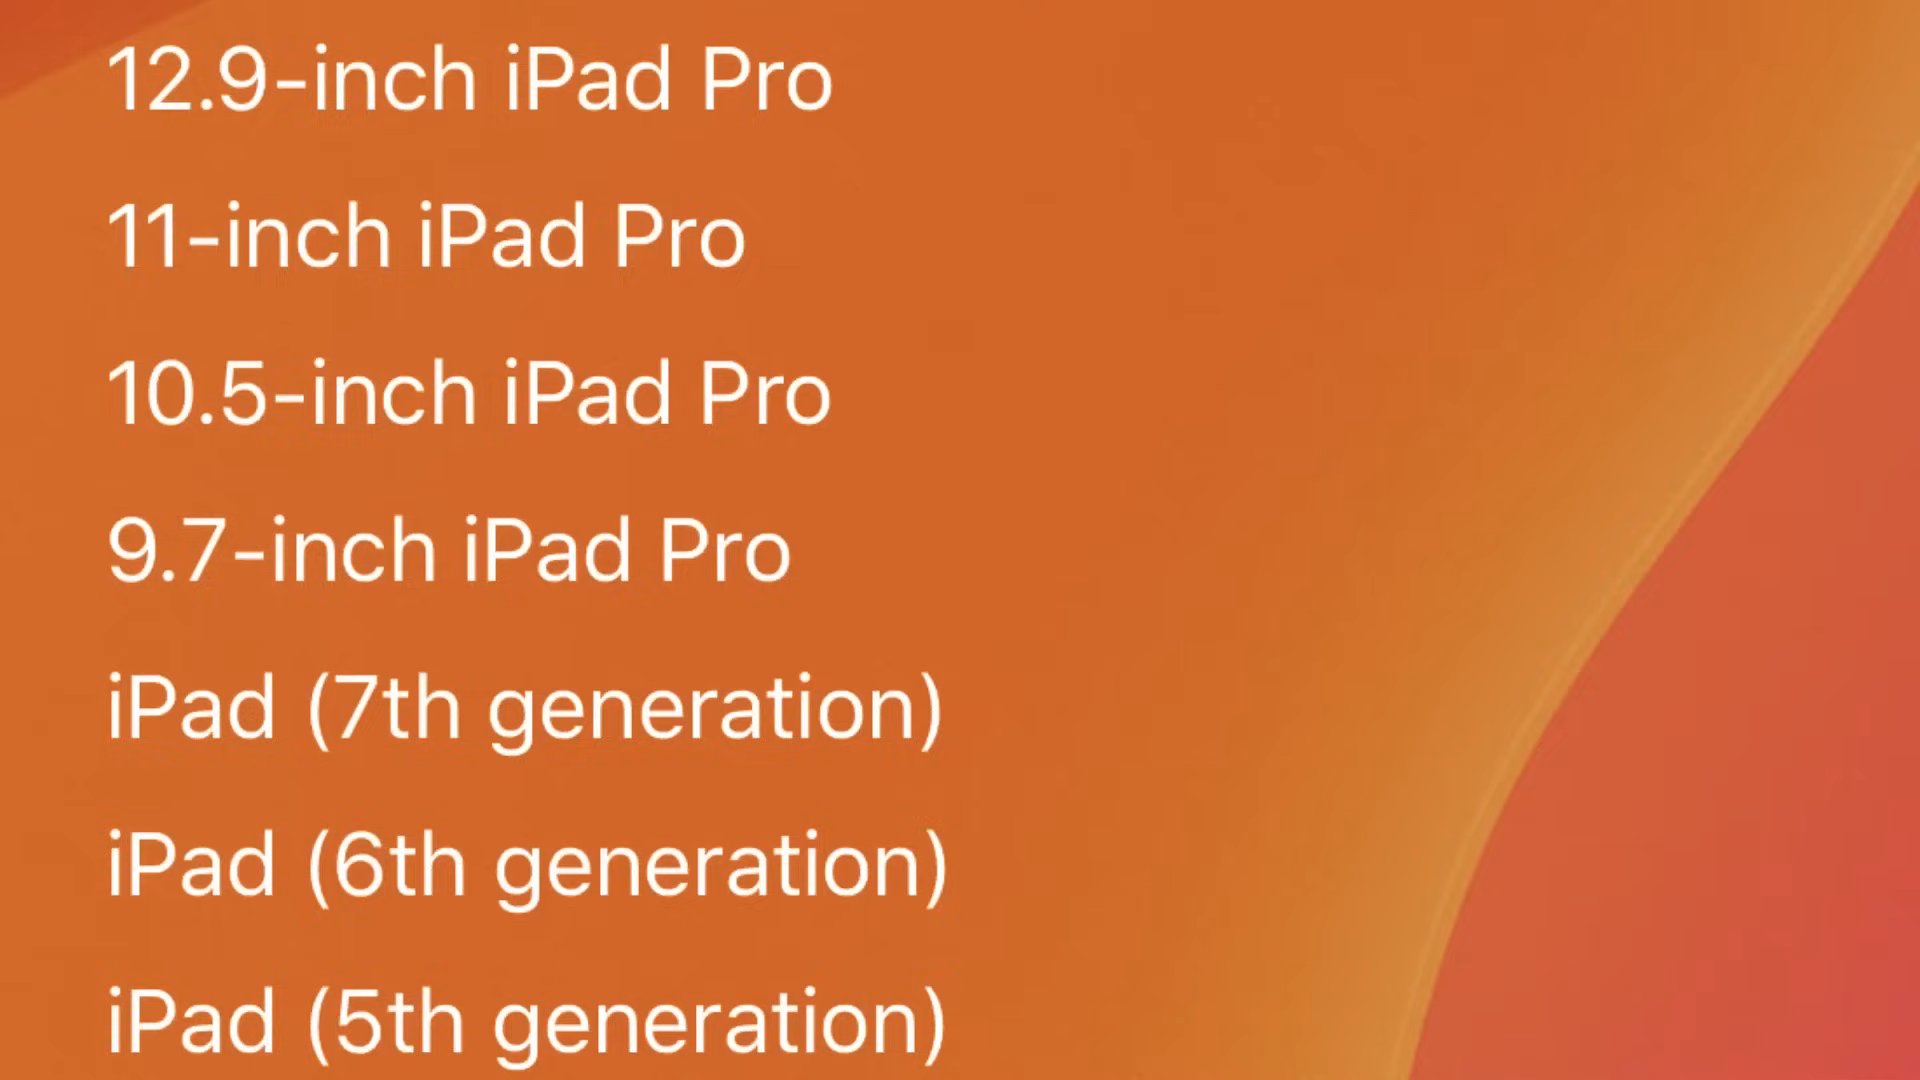 12.9-inch iPad Pro
11-inch iPad Pro
10.5-inch iPad Pro
9.7-inch iPad Pro
iPad (7th generation)
iPad (6th generation)
iPad (5th generation)